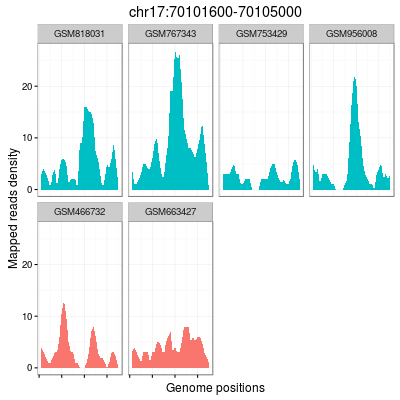 chr17:70101600-70105000
GSM818031 GSM767343 GSM753429 GSM956008
20
10
0
Mapped reads density
GSM466732 GSM663427
20
10
0
Genome positions